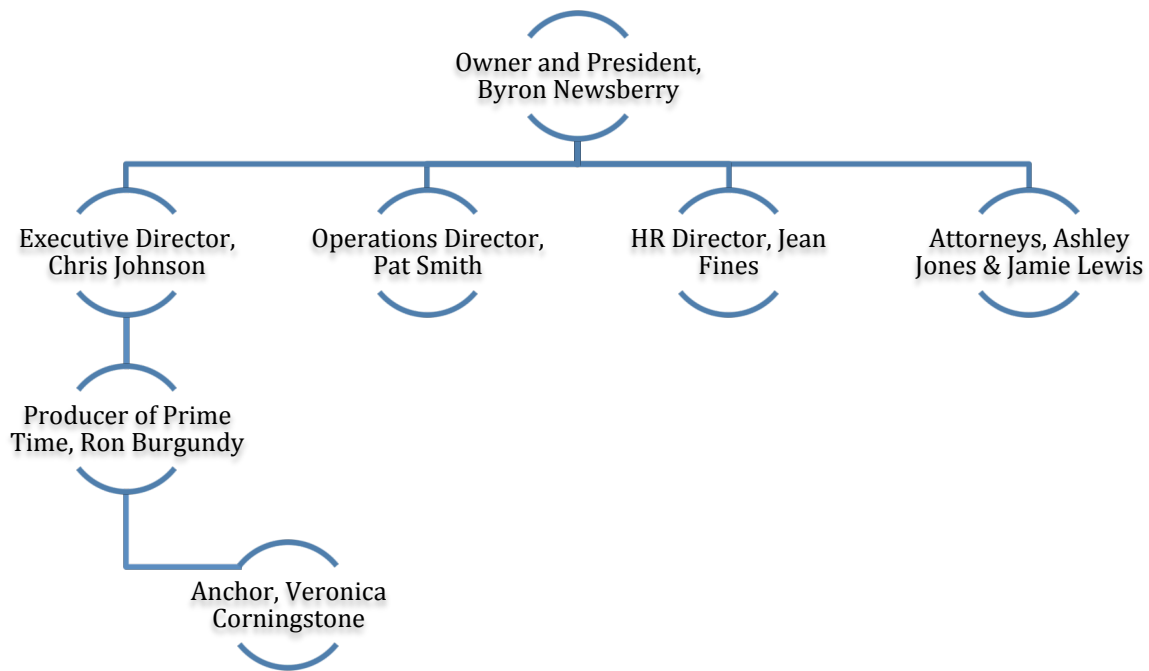 Owner and President,
Byron Newsberry
Executive Director,
Chris Johnson
Operations Director,
Pat Smith
HR Director, Jean
Fines
Attorneys, Ashley
Jones & Jamie Lewis
Producer of Prime
Time, Ron Burgundy
Anchor, Veronica
Corningstone